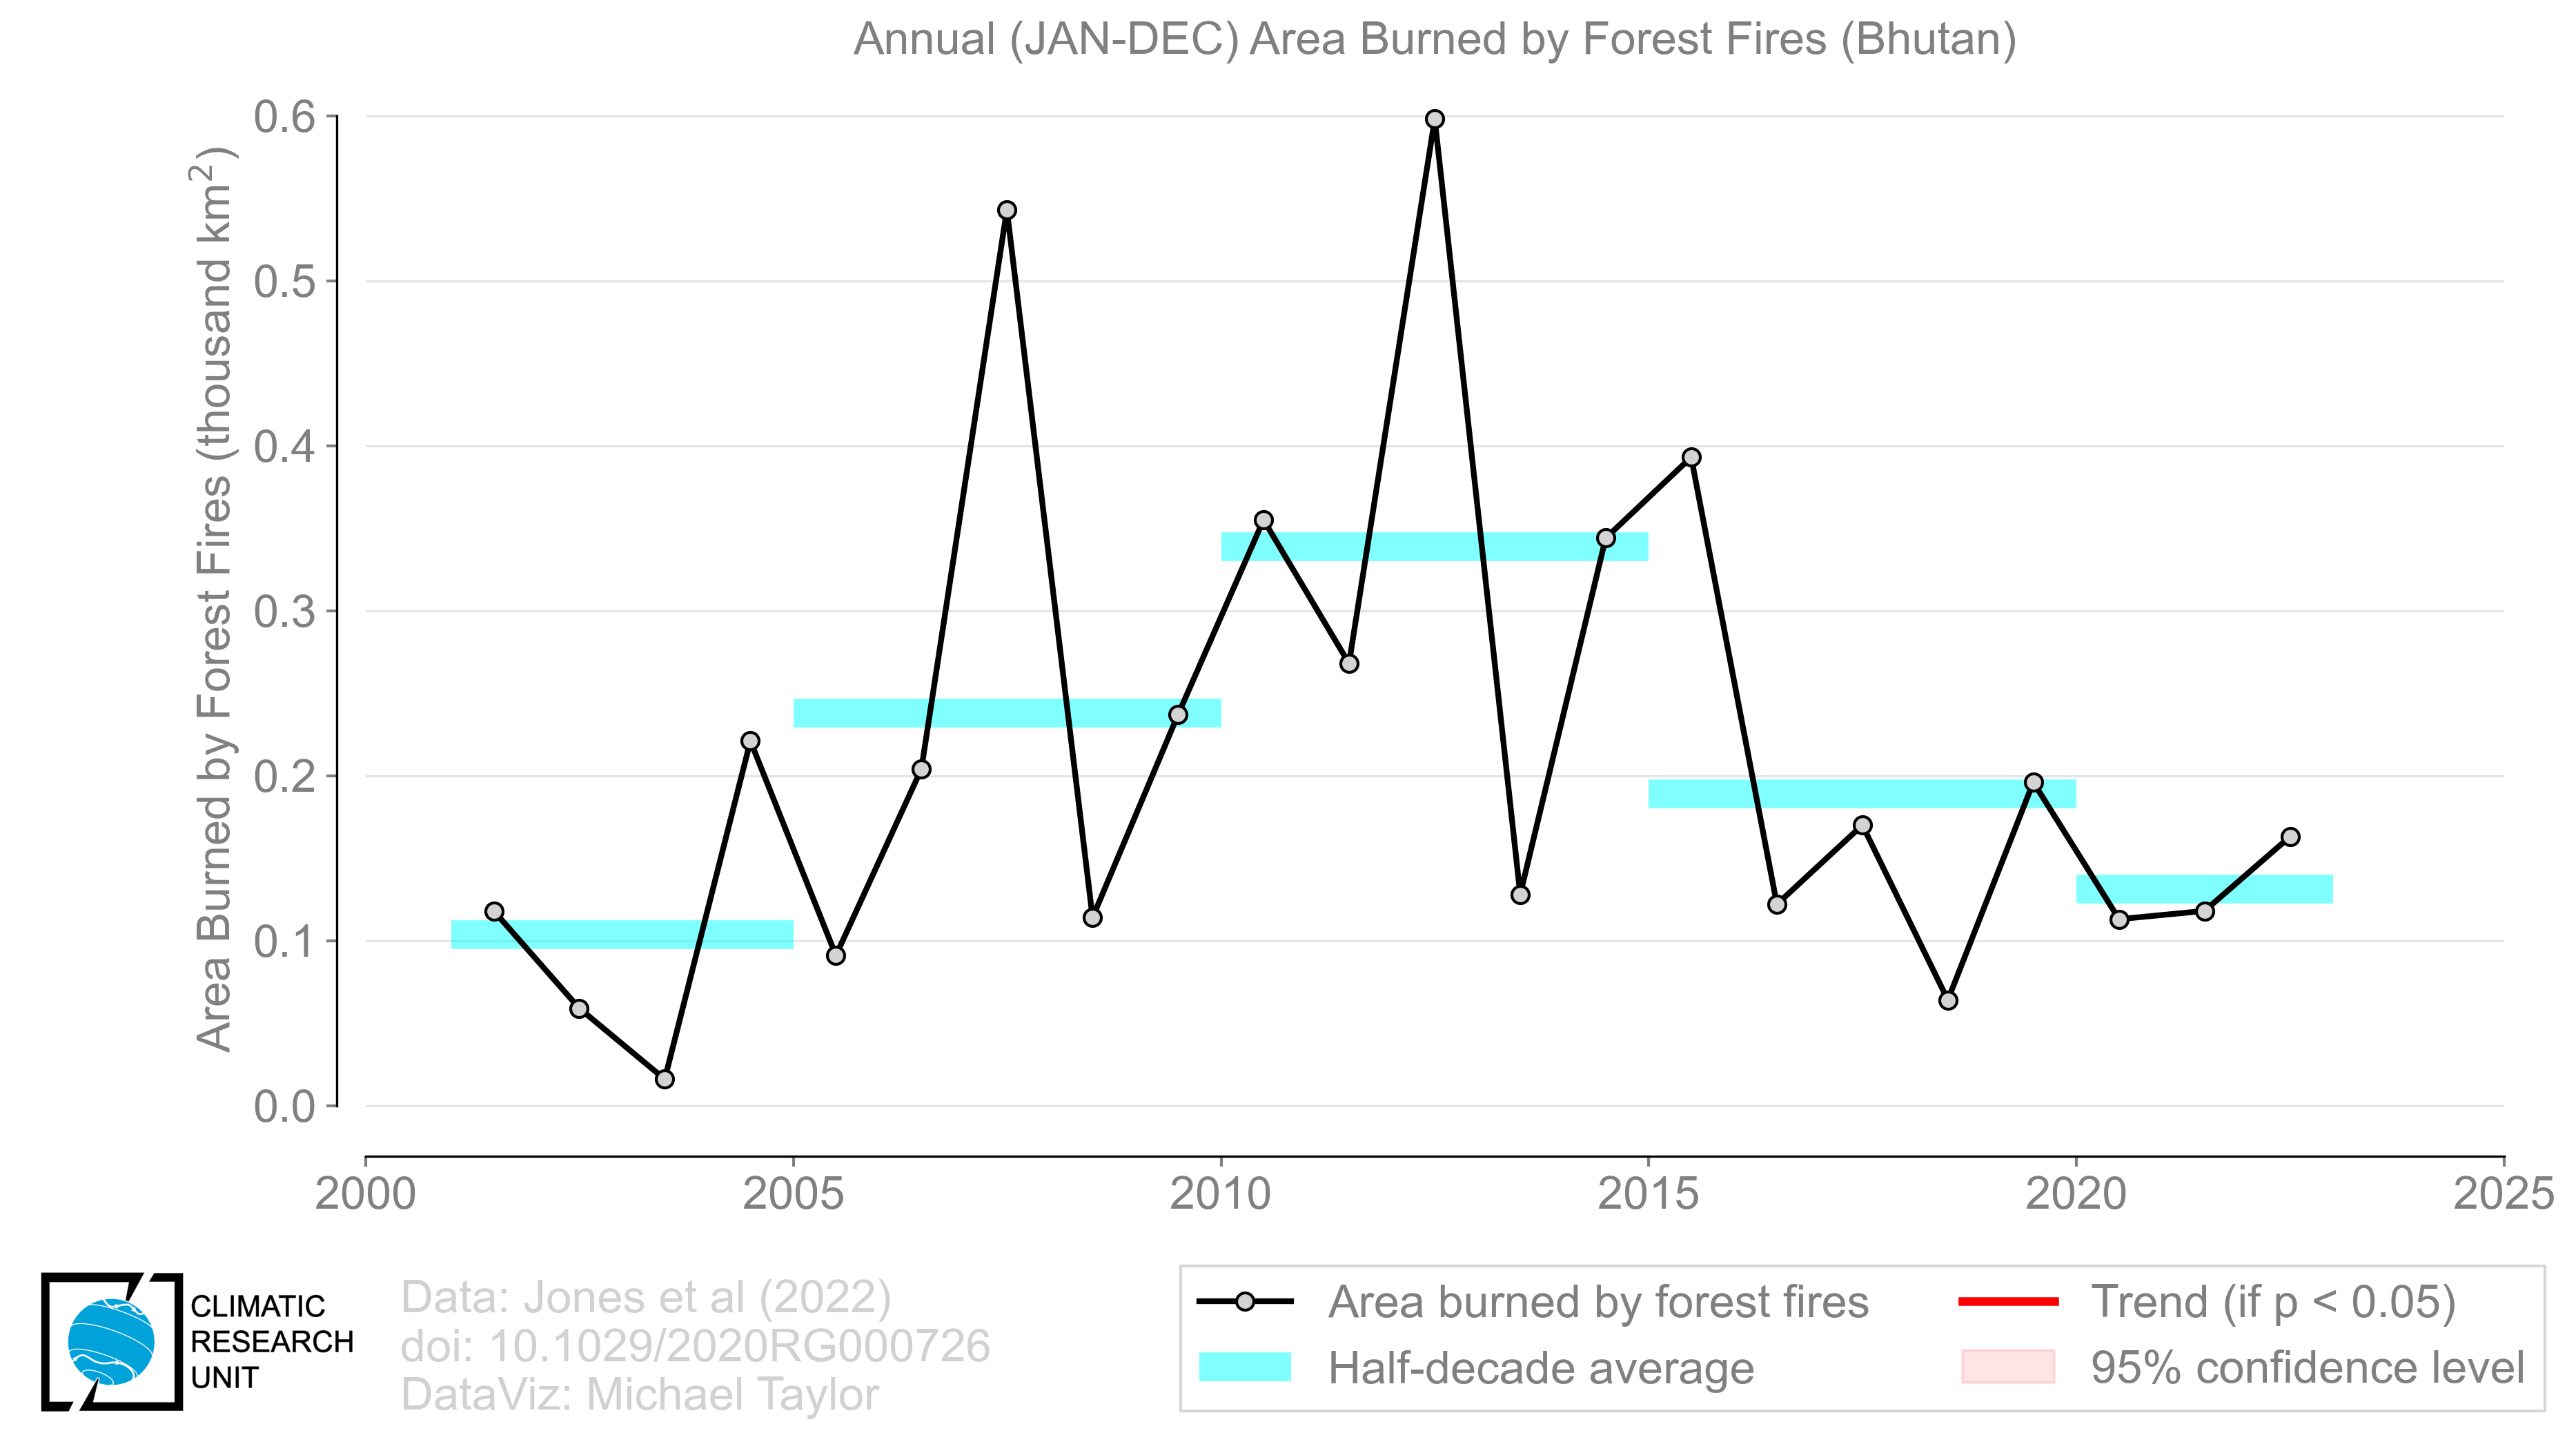 Annual (JAN-DEC) Area Burned by Forest Fires (Bhutan)
Area Burned by Forest Fires (thousand km²)
0.6
0.5
0.4
0.3
0.2
0.1
0.0
2000 2005 2010 2015 2020 2025
CLIMATIC
RESEARCH
UNIT
Data: Jones et al (2022)
doi: 10.1029/2020RG000726
DataViz: Michael Taylor
Area burned by forest fires
Half-decade average
Trend (if p < 0.05)
95% confidence level